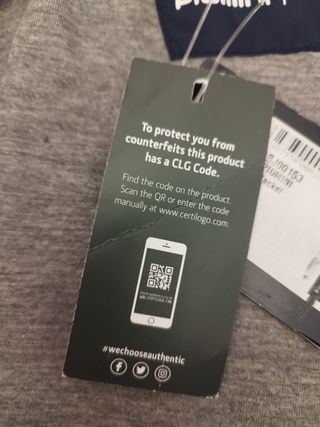 To protect you from
counterfeits this product
has a CLG Code.
Find the code on the product.
Scan the QR or enter the code
manually at www.certilogo.com.
#wechooseauthentic